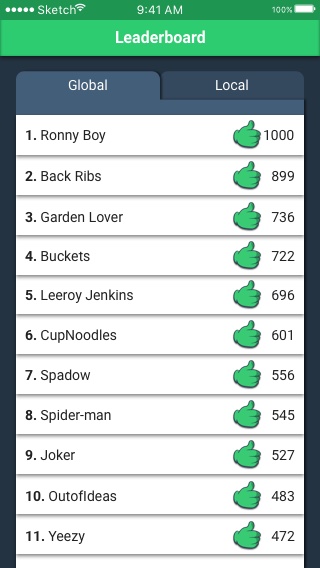 Sketch 9:41 AM 100%
Leaderboard
Global Local
1. Ronny Boy 1000
2. Back Ribs 899
3. Garden Lover 736
4. Buckets 722
5. Leeroy Jenkins 696
6. CupNoodles 601
7. Spadow 556
8. Spider-man 545
9. Joker 527
10. OutofIdeas 483
11. Yeezy 472